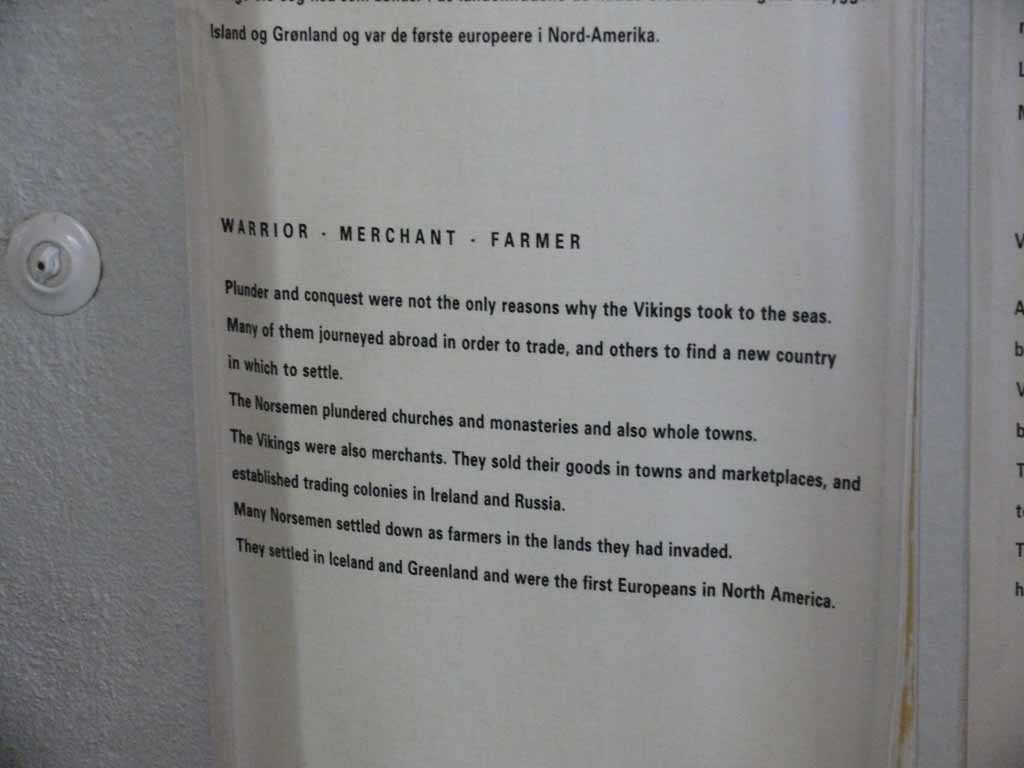 Island og Grønland og var de første europeere i Nord-Amerika.
WARRIOR - MERCHANT - FARMER
Plunder and conquest were not the only reasons why the Vikings took to the seas.
Many of them journeyed abroad in order to trade, and others to find a new country
in which to settle.
The Norsemen plundered churches and monasteries and also whole towns.
The Vikings were also merchants. They sold their goods in towns and marketplaces, and
established trading colonies in Ireland and Russia.
Many Norsemen settled down as farmers in the lands they had invaded.
They settled in Iceland and Greenland and were the first Europeans in North America.